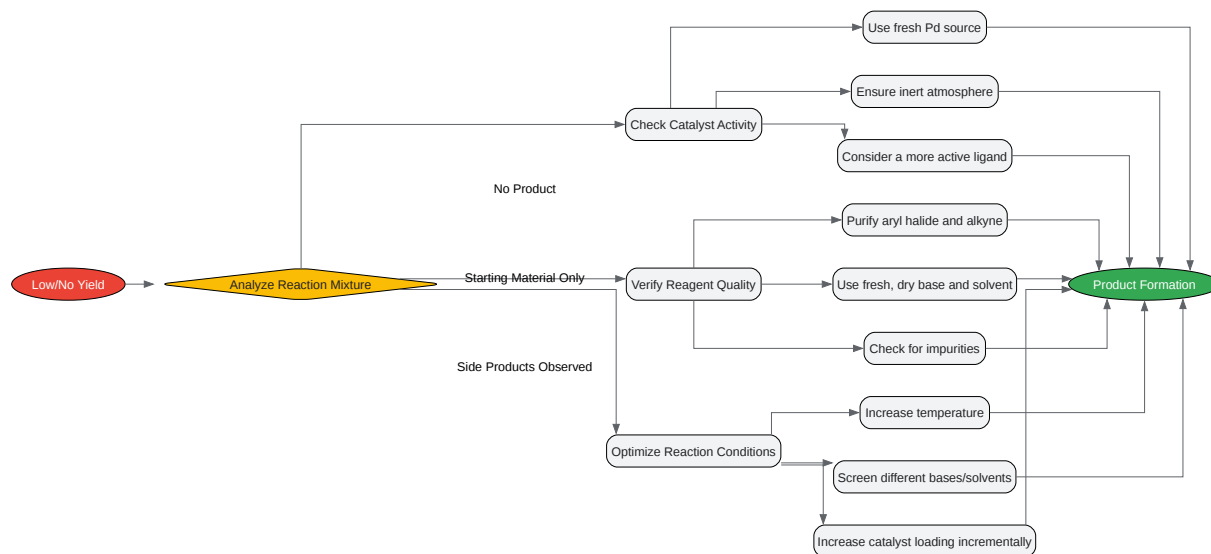 Use fresh Pd source
Ensure inert atmosphere
Check Catalyst Activity
Consider a more active ligand
No Product
Purify aryl halide and alkyne
Low/No Yield
Analyze Reaction Mixture
Starting Material Only
Verify Reagent Quality
Use fresh, dry base and solvent
Product Formation
Check for impurities
Side Products Observed
Increase temperature
Optimize Reaction Conditions
Screen different bases/solvents
Increase catalyst loading incrementally